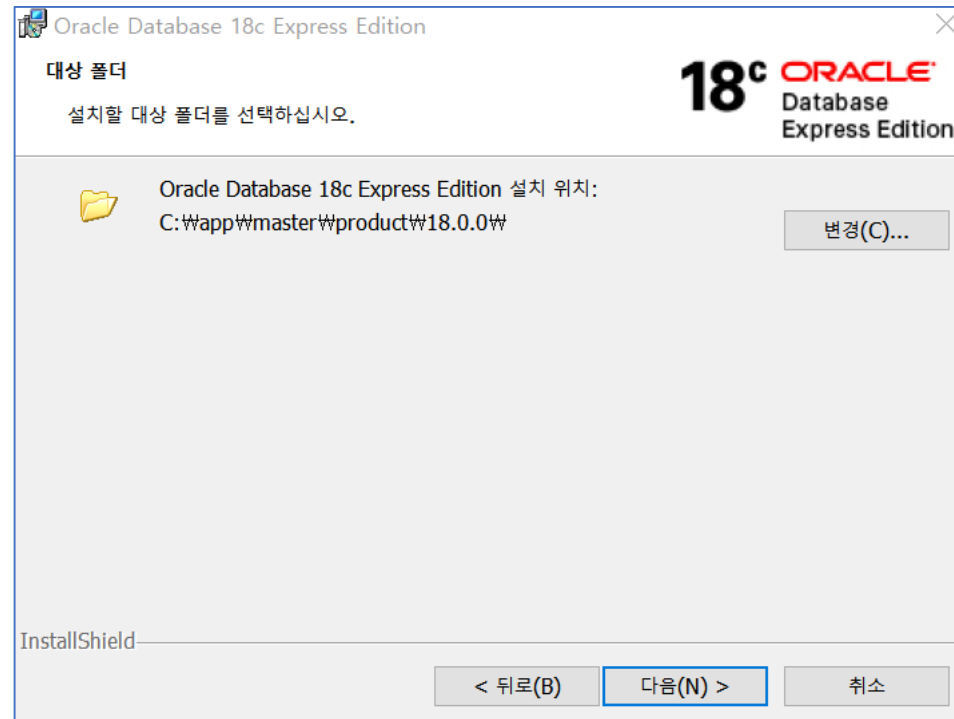 Oracle Database 18c Express Edition
대상 폴더
설치할 대상 폴더를 선택하십시오.
18c ORACLE
Database
Express Edition
Oracle Database 18c Express Edition 설치 위치:
C:₩app₩master₩product₩18.0.0₩
변경(C)...
InstallShield
< 뒤로(B)
다음(N) >
취소